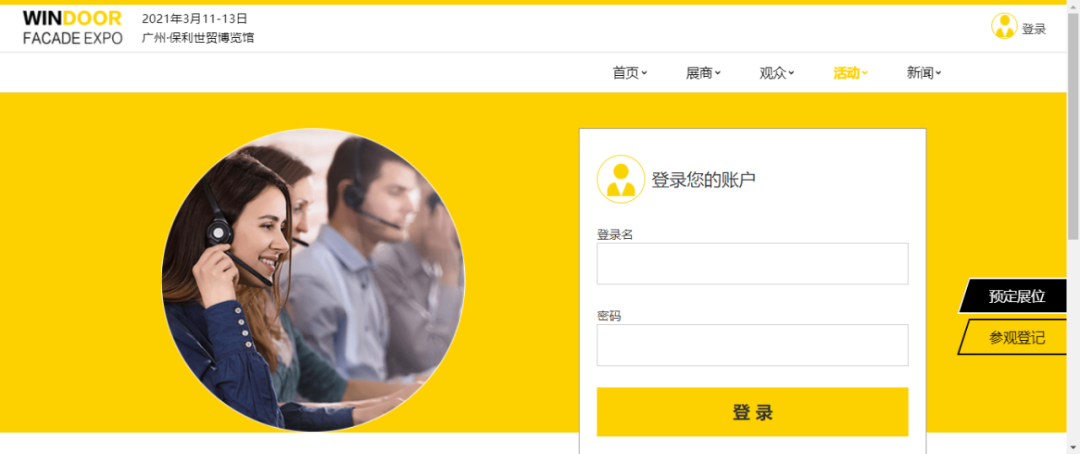 WINDOOR
FACADE EXPO
2021年3月11-13日
广州·保利世贸博览馆
登录
首页
展商
观众
活动
新闻
登录您的账户
登录名
密码
登 录
预定展位
参观登记